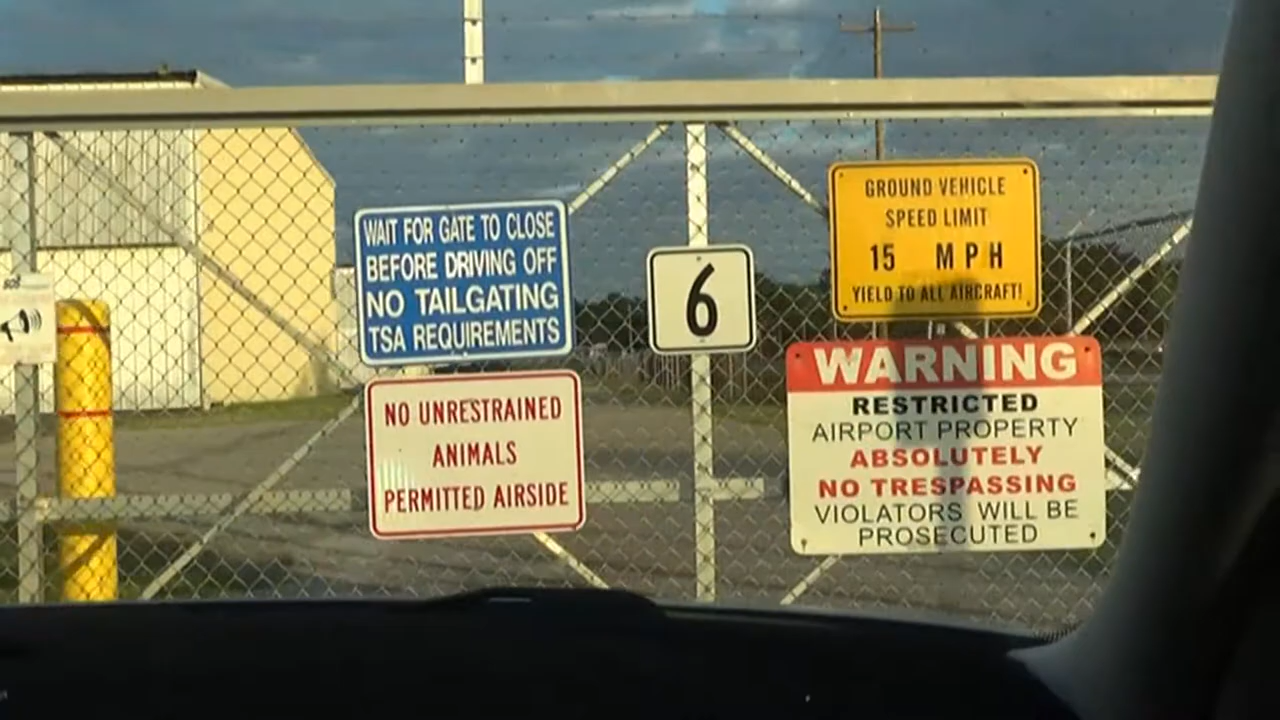 WAIT FOR GATE TO CLOSE
BEFORE DRIVING OFF
NO TAILGATING
TSA REQUIREMENTS
NO UNRESTRAINED
ANIMALS
PERMITTED AIRSIDE
6
GROUND VEHICLE
SPEED LIMIT
15 MPH
YIELD TO ALL AIRCRAFT!
WARNING
RESTRICTED
AIRPORT PROPERTY
ABSOLUTELY
NO TRESPASSING
VIOLATORS WILL BE
PROSECUTED